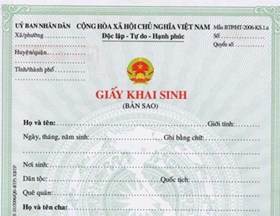 ỦY BAN NHÂN DÂN
CỘNG HÒA XÃ HỘI CHỦ NGHĨA VIỆT NAM
Mẫu BTPHT-2006-KS.1.a
Xã/phường
Độc lập - Tự do - Hạnh phúc
Số:
Huyện/quận
Quyển số:
Tỉnh/thành phố
GIẤY KHAI SINH
(BẢN SAO)
Họ và tên:
Giới tính:
Ngày, tháng, năm sinh:
Ghi bằng chữ:
Nơi sinh:
Dân tộc:
Quốc tịch:
Quê quán:
Họ và tên cha: